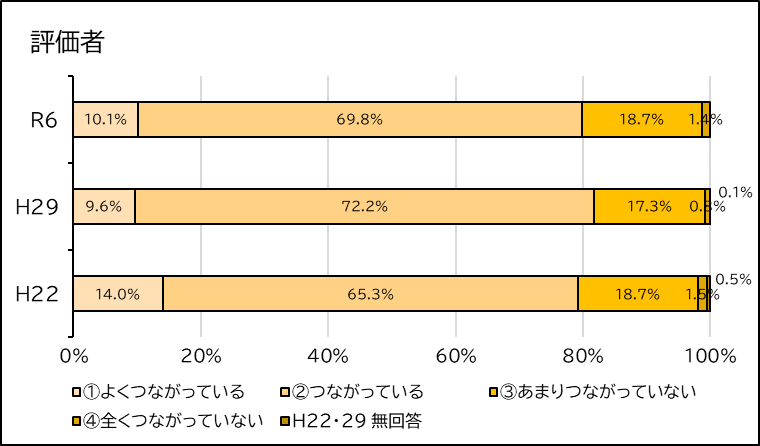 評価者
R6 10.1% 69.8% 18.7% 1.4%
H29 9.6% 72.2% 17.3% 0.8% 0.1%
H22 14.0% 65.3% 18.7% 1.5% 0.5%
0% 20% 40% 60% 80% 100%
①よくつながっている ②つながっている ③あまりつながっていない
④全くつながっていない H22・29 無回答